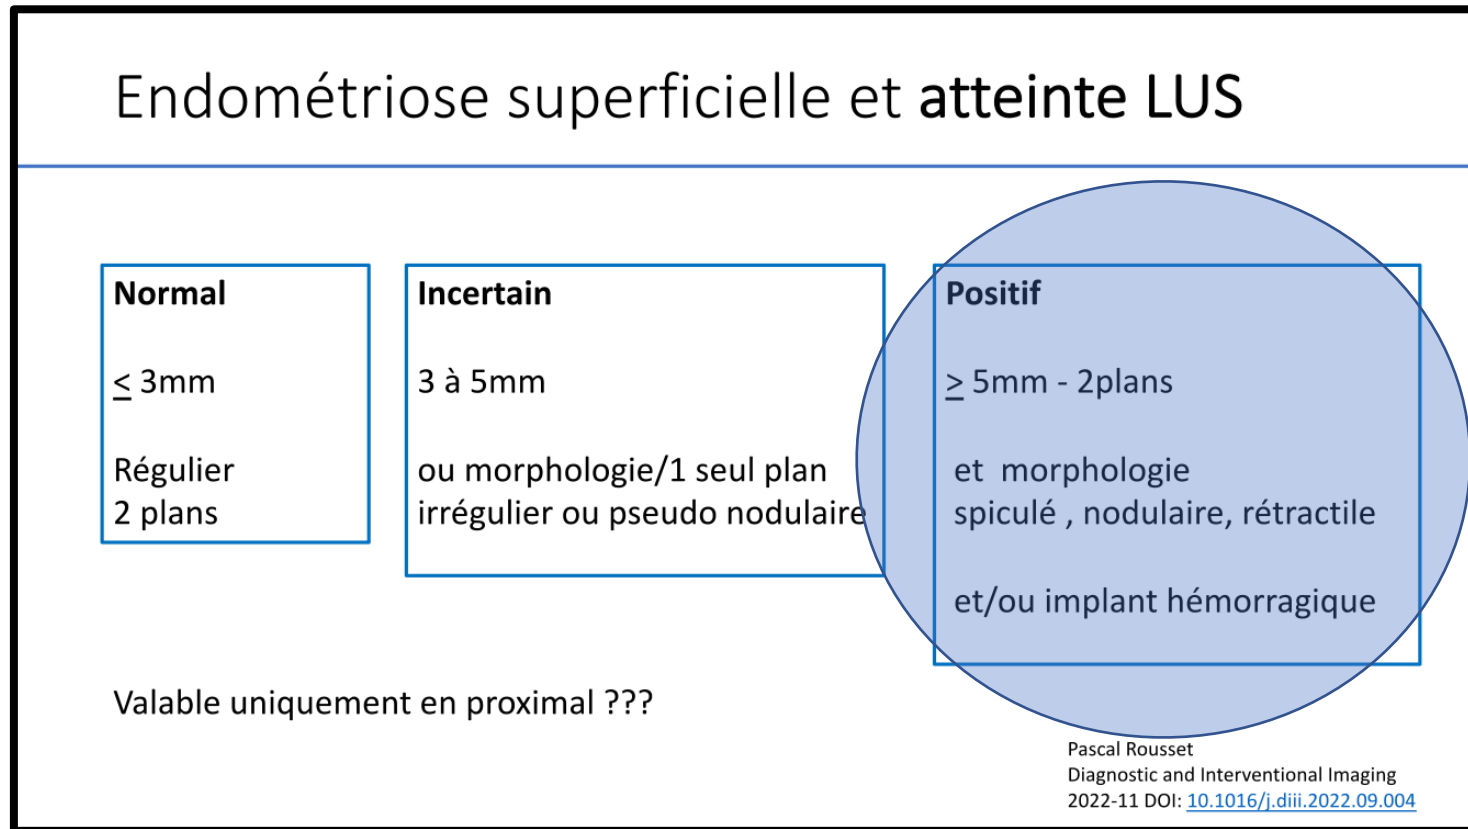 Endométriose superficielle et atteinte LUS
Normal
≤ 3mm
Régulier
2 plans
Incertain
3 à 5mm
ou morphologie/1 seul plan
irrégulier ou pseudo nodulaire
Positif
≥ 5mm - 2plans
et  morphologie
spiculé , nodulaire, rétractile
et/ou implant hémorragique
Valable uniquement en proximal ???
Pascal Rousset
Diagnostic and Interventional Imaging
2022-11 DOI: 10.1016/j.diii.2022.09.004